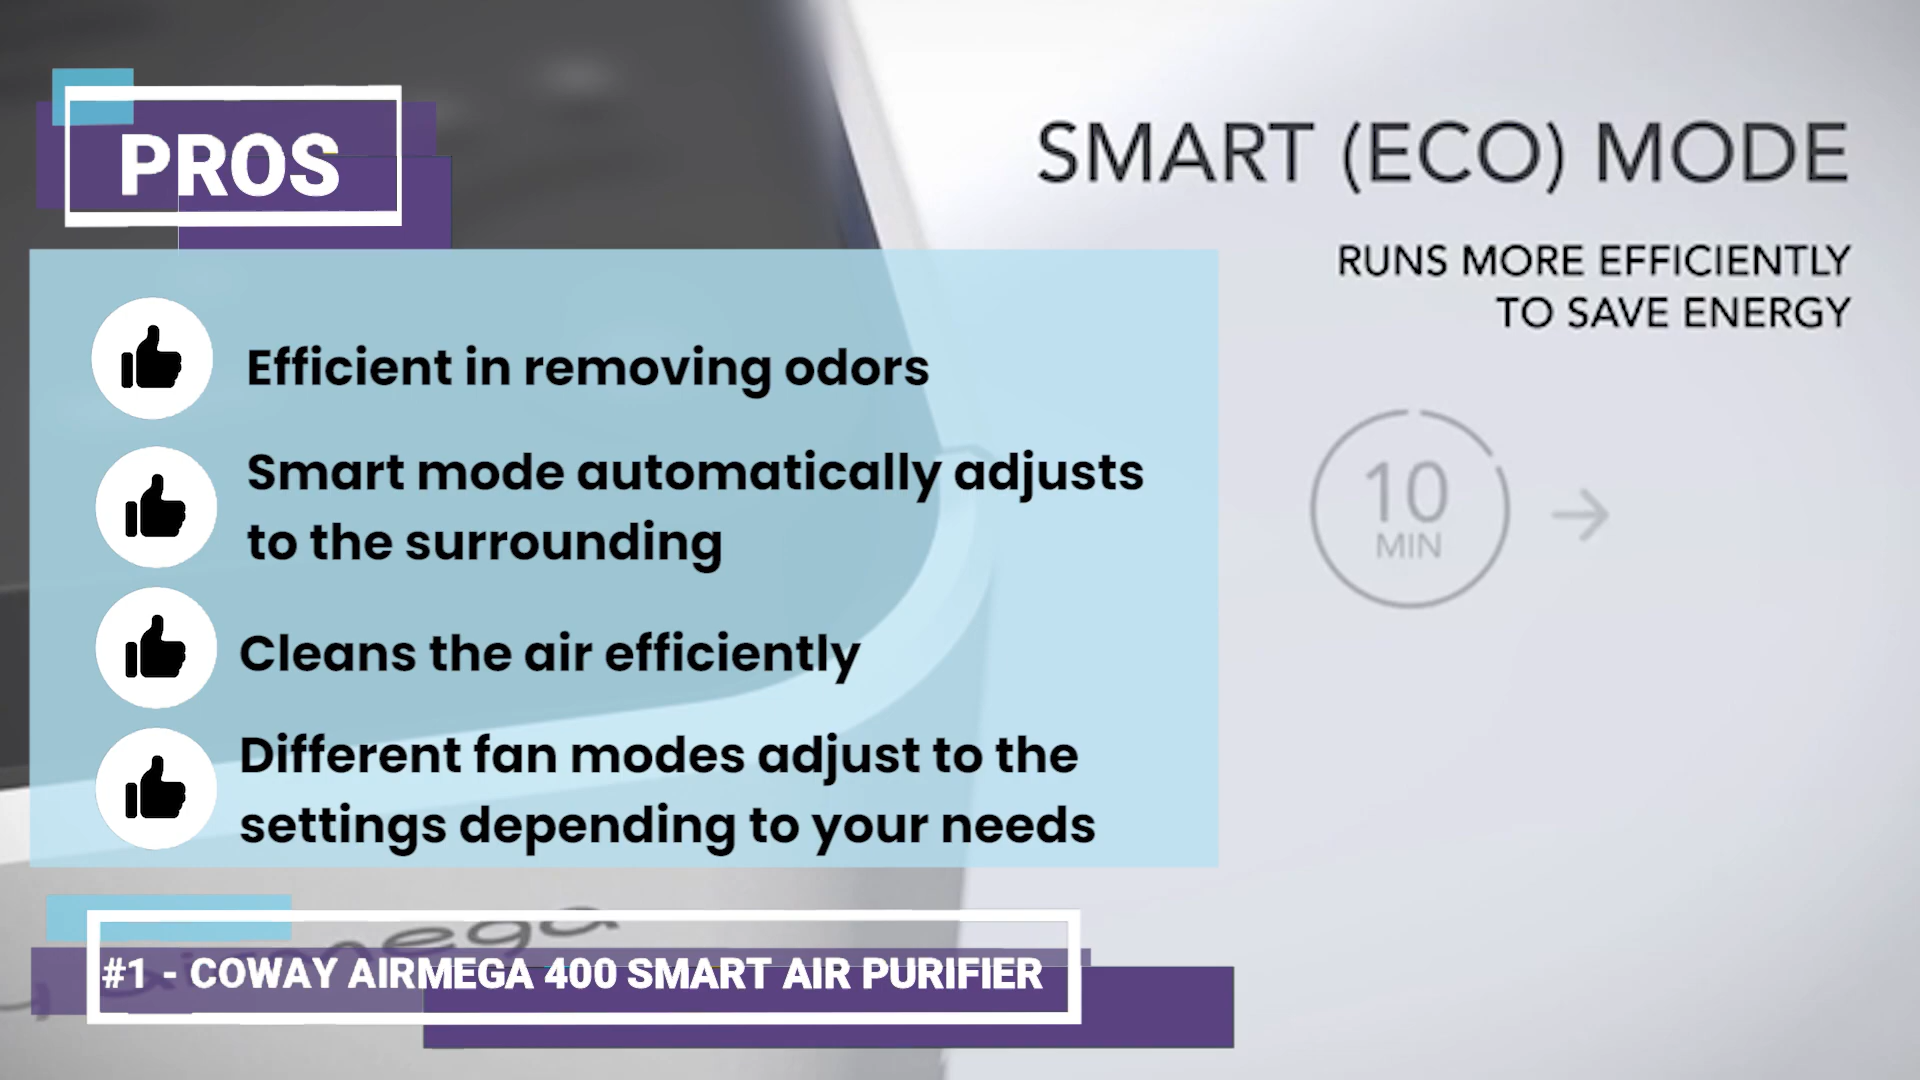 PROS
SMART (ECO) MODE
RUNS MORE EFFICIENTLY
TO SAVE ENERGY
Efficient in removing odors
Smart mode automatically adjusts
to the surrounding
Cleans the air efficiently
Different fan modes adjust to the
settings depending to your needs
10
MIN
airmega
#1 - COWAY AIRMEGA 400 SMART AIR PURIFIER